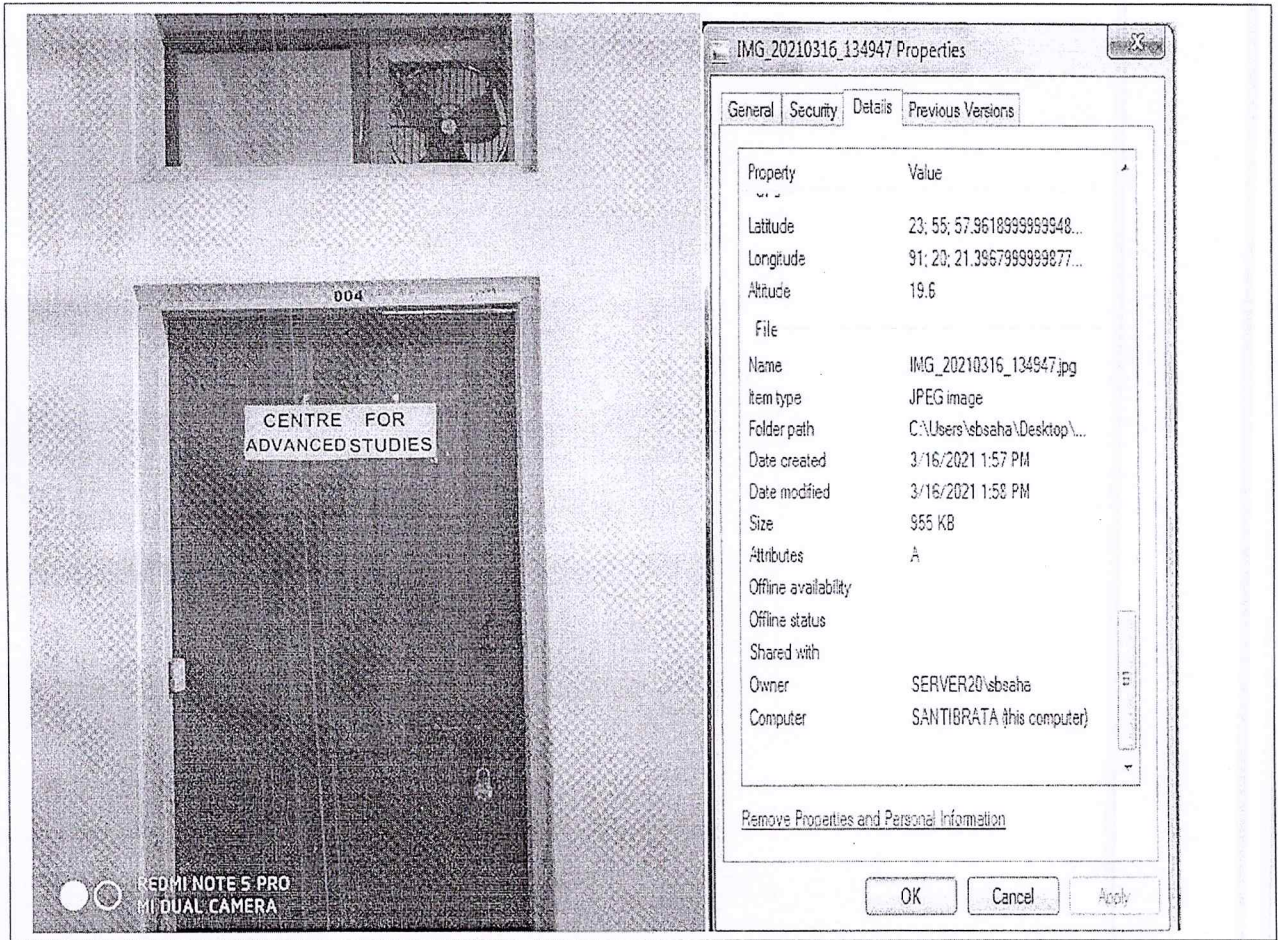 004
CENTRE FOR
ADVANCED STUDIES
REDMI NOTE 5 PRO
MI DUAL CAMERA
IMG_20210316_134947 Properties
General Security Details Previous Versions
Property Value
Latitude 23; 55; 57.9618999999948...
Longitude 91; 20; 21.3967999999877...
Altitude 19.6
File
Name IMG_20210316_134947.jpg
Item type JPEG image
Folder path C:\Users\sbsaha\Desktop\...
Date created 3/16/2021 1:57 PM
Date modified 3/16/2021 1:58 PM
Size 955 KB
Attributes A
Offline availability
Offline status
Shared with
Owner SERVER20\sbsaha
Computer SANTIBRATA (this computer)
Remove Properties and Personal Information
OK Cancel Apply